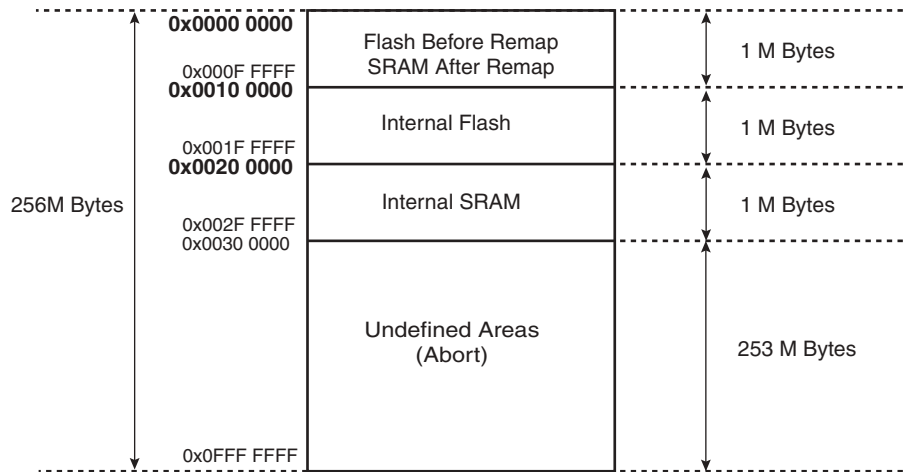 0x0000 0000
Flash Before Remap
SRAM After Remap
1 M Bytes
0x000F FFFF
0x0010 0000
Internal Flash
1 M Bytes
0x001F FFFF
0x0020 0000
256M Bytes
Internal SRAM
1 M Bytes
0x002F FFFF
0x0030 0000
Undefined Areas
(Abort)
253 M Bytes
0x0FFF FFFF